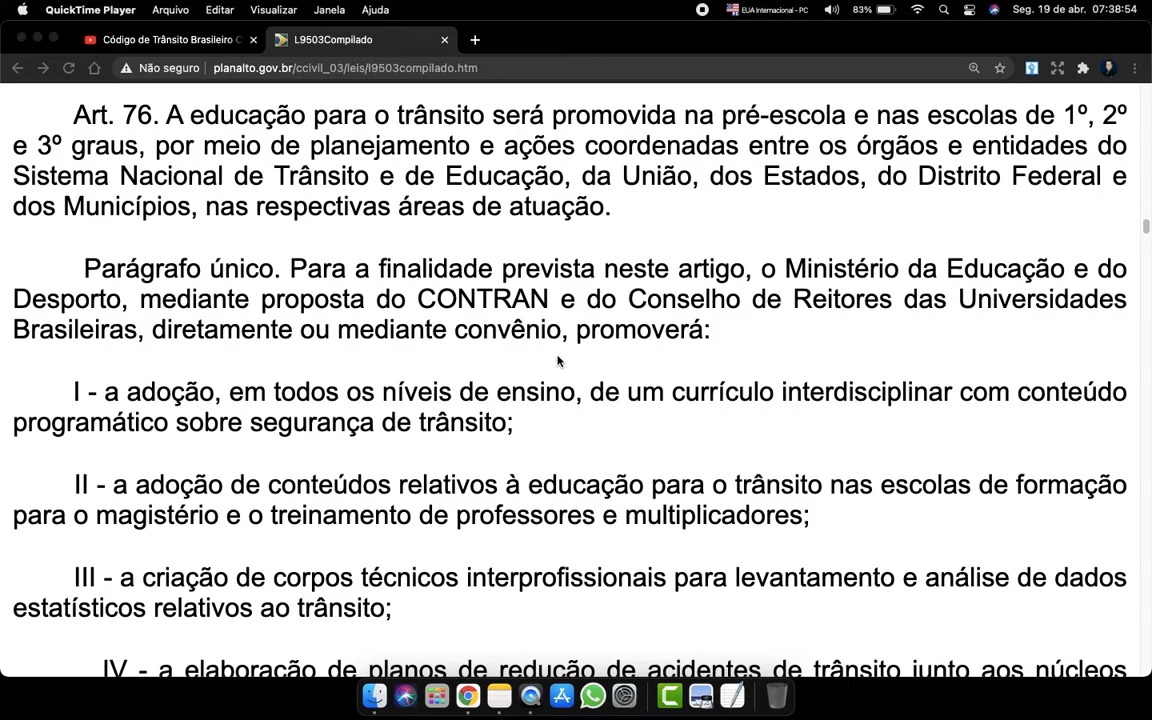 QuickTime Player Arquivo Editar Visualizar Janela Ajuda EUA Internacional - PC 83% Seg. 19 de abr. 07:38:54
Código de Trânsito Brasileiro C L9503Compilado
Não seguro planalto.gov.br/ccivil_03/leis/l9503compilado.htm
Art. 76. A educação para o trânsito será promovida na pré-escola e nas escolas de 1º, 2º
e 3º graus, por meio de planejamento e ações coordenadas entre os órgãos e entidades do
Sistema Nacional de Trânsito e de Educação, da União, dos Estados, do Distrito Federal e
dos Municípios, nas respectivas áreas de atuação.
Parágrafo único. Para a finalidade prevista neste artigo, o Ministério da Educação e do
Desporto, mediante proposta do CONTRAN e do Conselho de Reitores das Universidades
Brasileiras, diretamente ou mediante convênio, promoverá:
I - a adoção, em todos os níveis de ensino, de um currículo interdisciplinar com conteúdo
programático sobre segurança de trânsito;
II - a adoção de conteúdos relativos à educação para o trânsito nas escolas de formação
para o magistério e o treinamento de professores e multiplicadores;
III - a criação de corpos técnicos interprofissionais para levantamento e análise de dados
estatísticos relativos ao trânsito;
IV - a elaboração de planos de redução de acidentes de trânsito junto aos núcleos